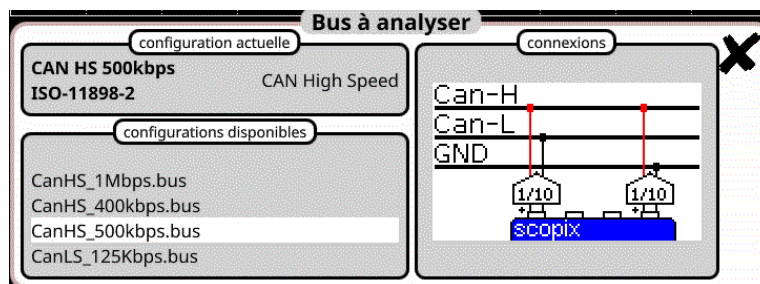 Bus à analyser
configuration actuelle
CAN HS 500kbps
ISO-11898-2
CAN High Speed
configurations disponibles
CanHS_1Mbps.bus
CanHS_400kbps.bus
CanHS_500kbps.bus
CanLS_125Kbps.bus
connexions
Can-H
Can-L
GND
1/10 1/10
+ +
scopix